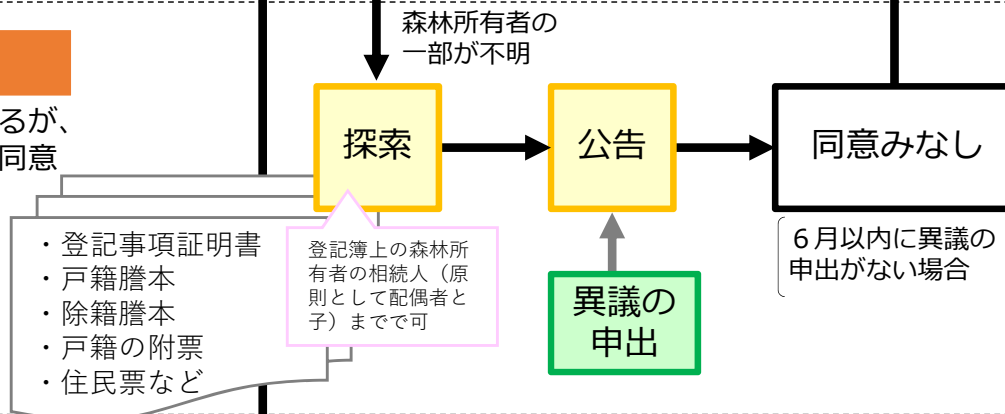 森林所有者の
一部が不明
るが、
同意
探索
公告
同意みなし
・登記事項証明書
・戸籍謄本
・除籍謄本
・戸籍の附票
・住民票など
登記簿上の森林所
有者の相続人（原
則として配偶者と
子）までで可
異議の
申出
６月以内に異議の
申出がない場合